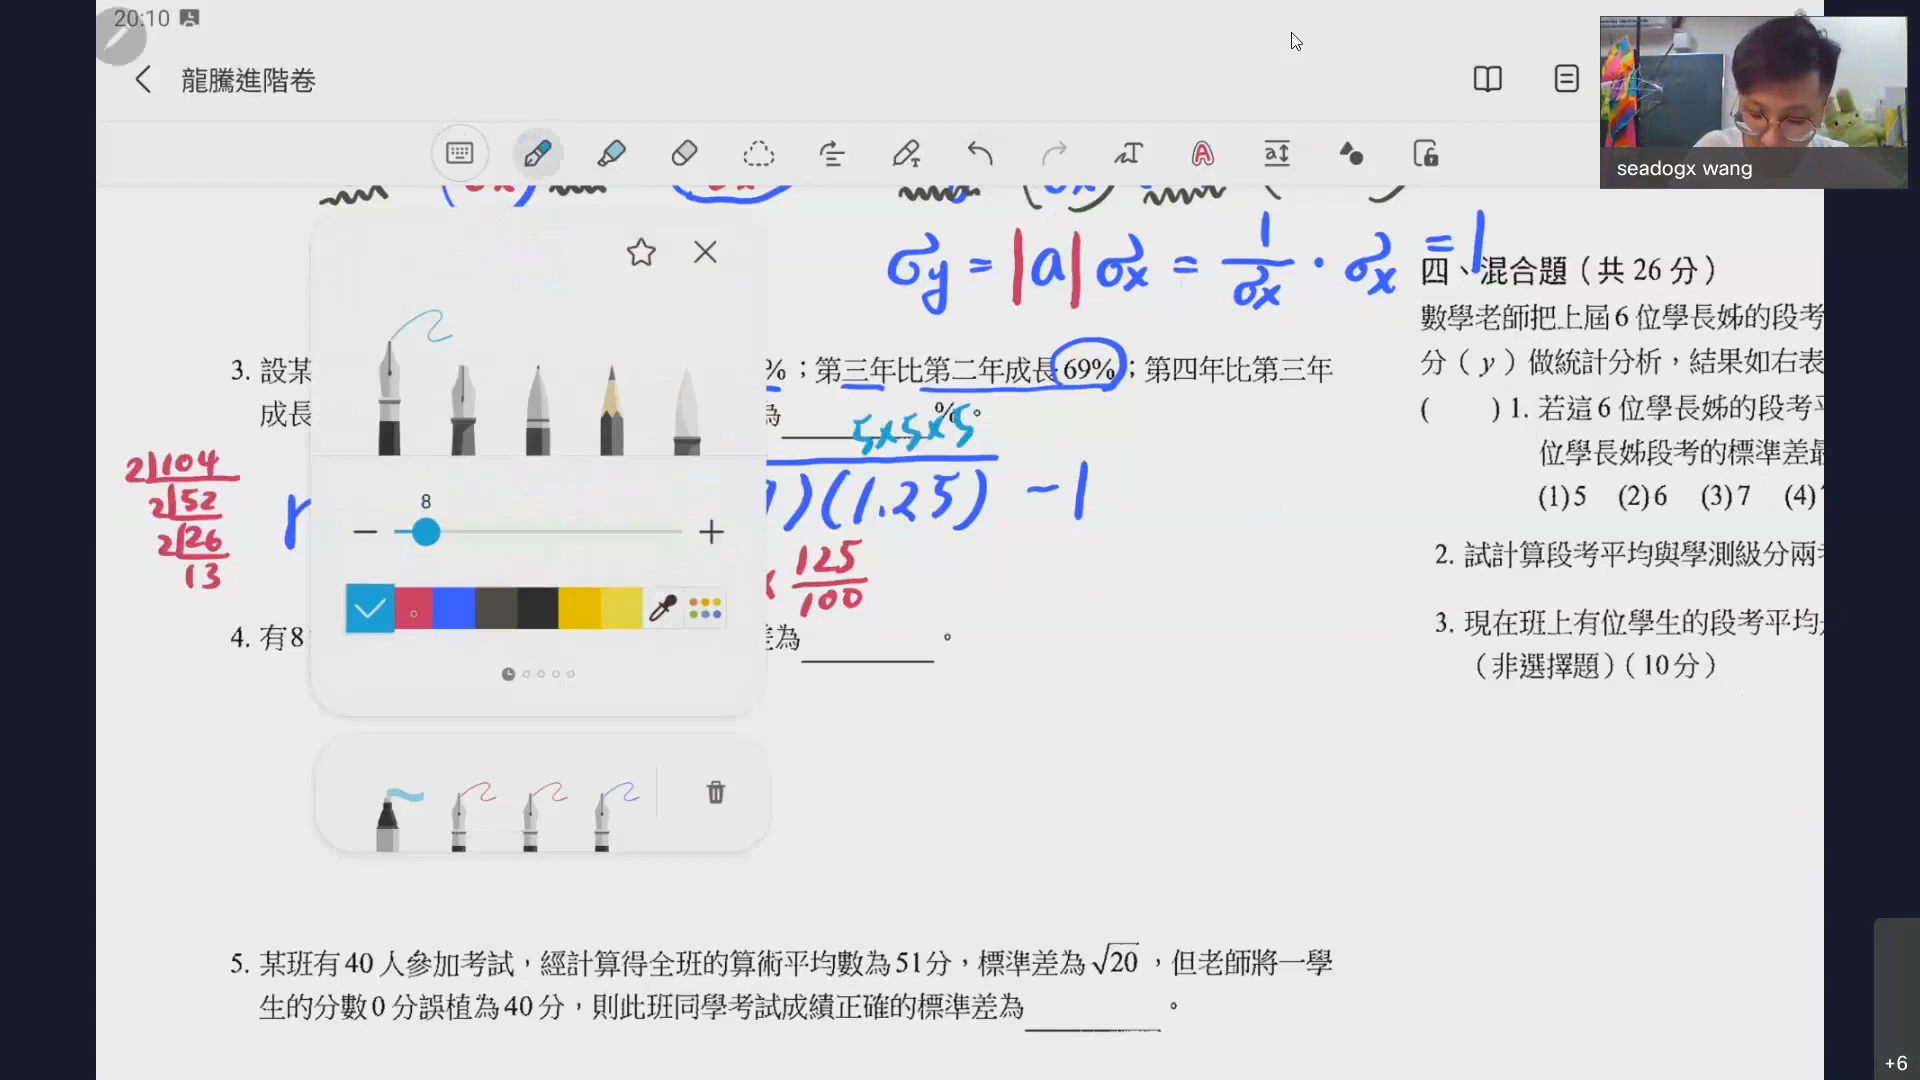 20:10
龍騰進階卷
seadogx wang
σy = |a| σx = 1/σx · σx = 1
四、混合題（共 26 分）
數學老師把上屆 6 位學長姊的段考
分（y）做統計分析，結果如右表
(    ) 1. 若這 6 位學長姊的段考平
位學長姊段考的標準差最
(1) 5  (2) 6  (3) 7  (4)
2. 試計算段考平均與學測級分兩
3. 現在班上有位學生的段考平均
（非選擇題）（10 分）
3. 設某
%；第三年比第二年成長 69%；第四年比第三年
成長
為 ______ %。
5×5×5
2|104
2|52
2|26
13
r
)(1.25) - 1
× 125/100
8
4. 有 8
差為 ______ 。
5. 某班有 40 人參加考試，經計算得全班的算術平均數為 51 分，標準差為 √20 ，但老師將一學
生的分數 0 分誤植為 40 分，則此班同學考試成績正確的標準差為 ______ 。
+6